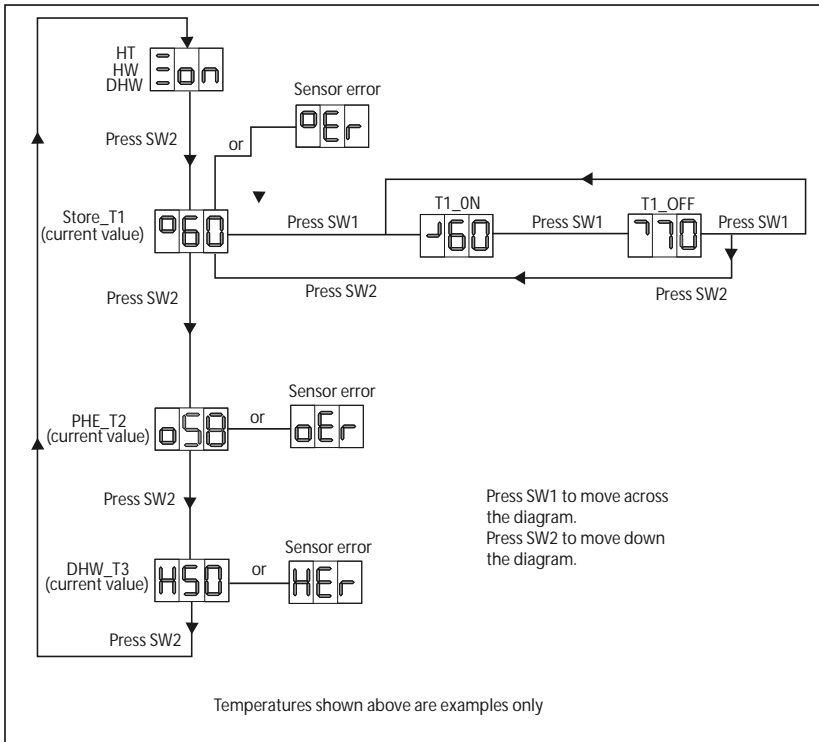 HT
HW
DHW
on
Press SW2
or
Sensor error
°Er
Store_T1
(current value)
°60
Press SW1
T1_0N
60
Press SW1
T1_OFF
70
Press SW1
Press SW2
Press SW2
Press SW2
PHE_T2
(current value)
o58
or
Sensor error
oEr
Press SW2
DHW_T3
(current value)
H50
or
Sensor error
HEr
Press SW2
Press SW1 to move across
the diagram.
Press SW2 to move down
the diagram.
Temperatures shown above are examples only